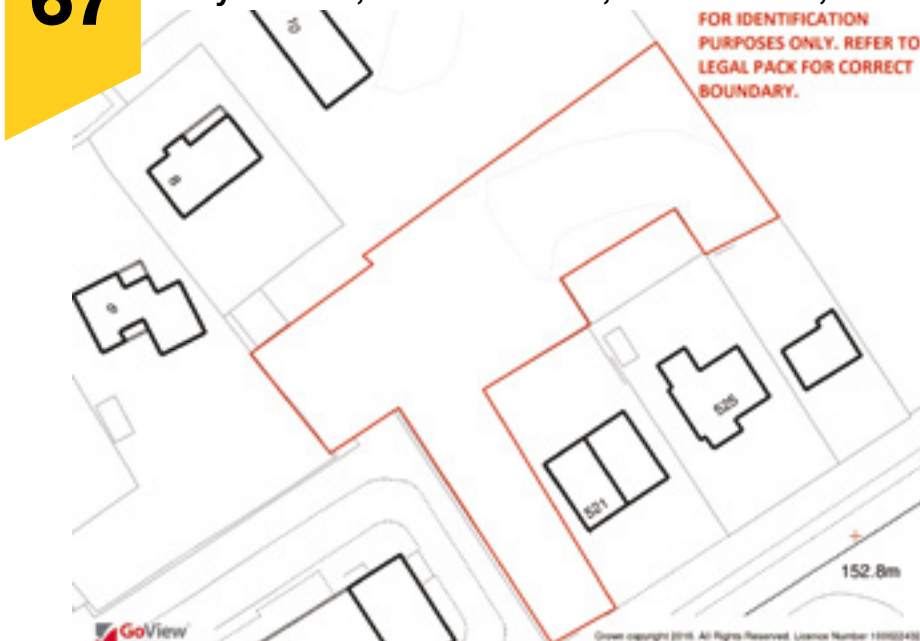 67
FOR IDENTIFICATION
PURPOSES ONLY. REFER TO
LEGAL PACK FOR CORRECT
BOUNDARY.
10
8
521
525
152.8m
GoView
Crown copyright 2016. All Rights Reserved. Licence Number